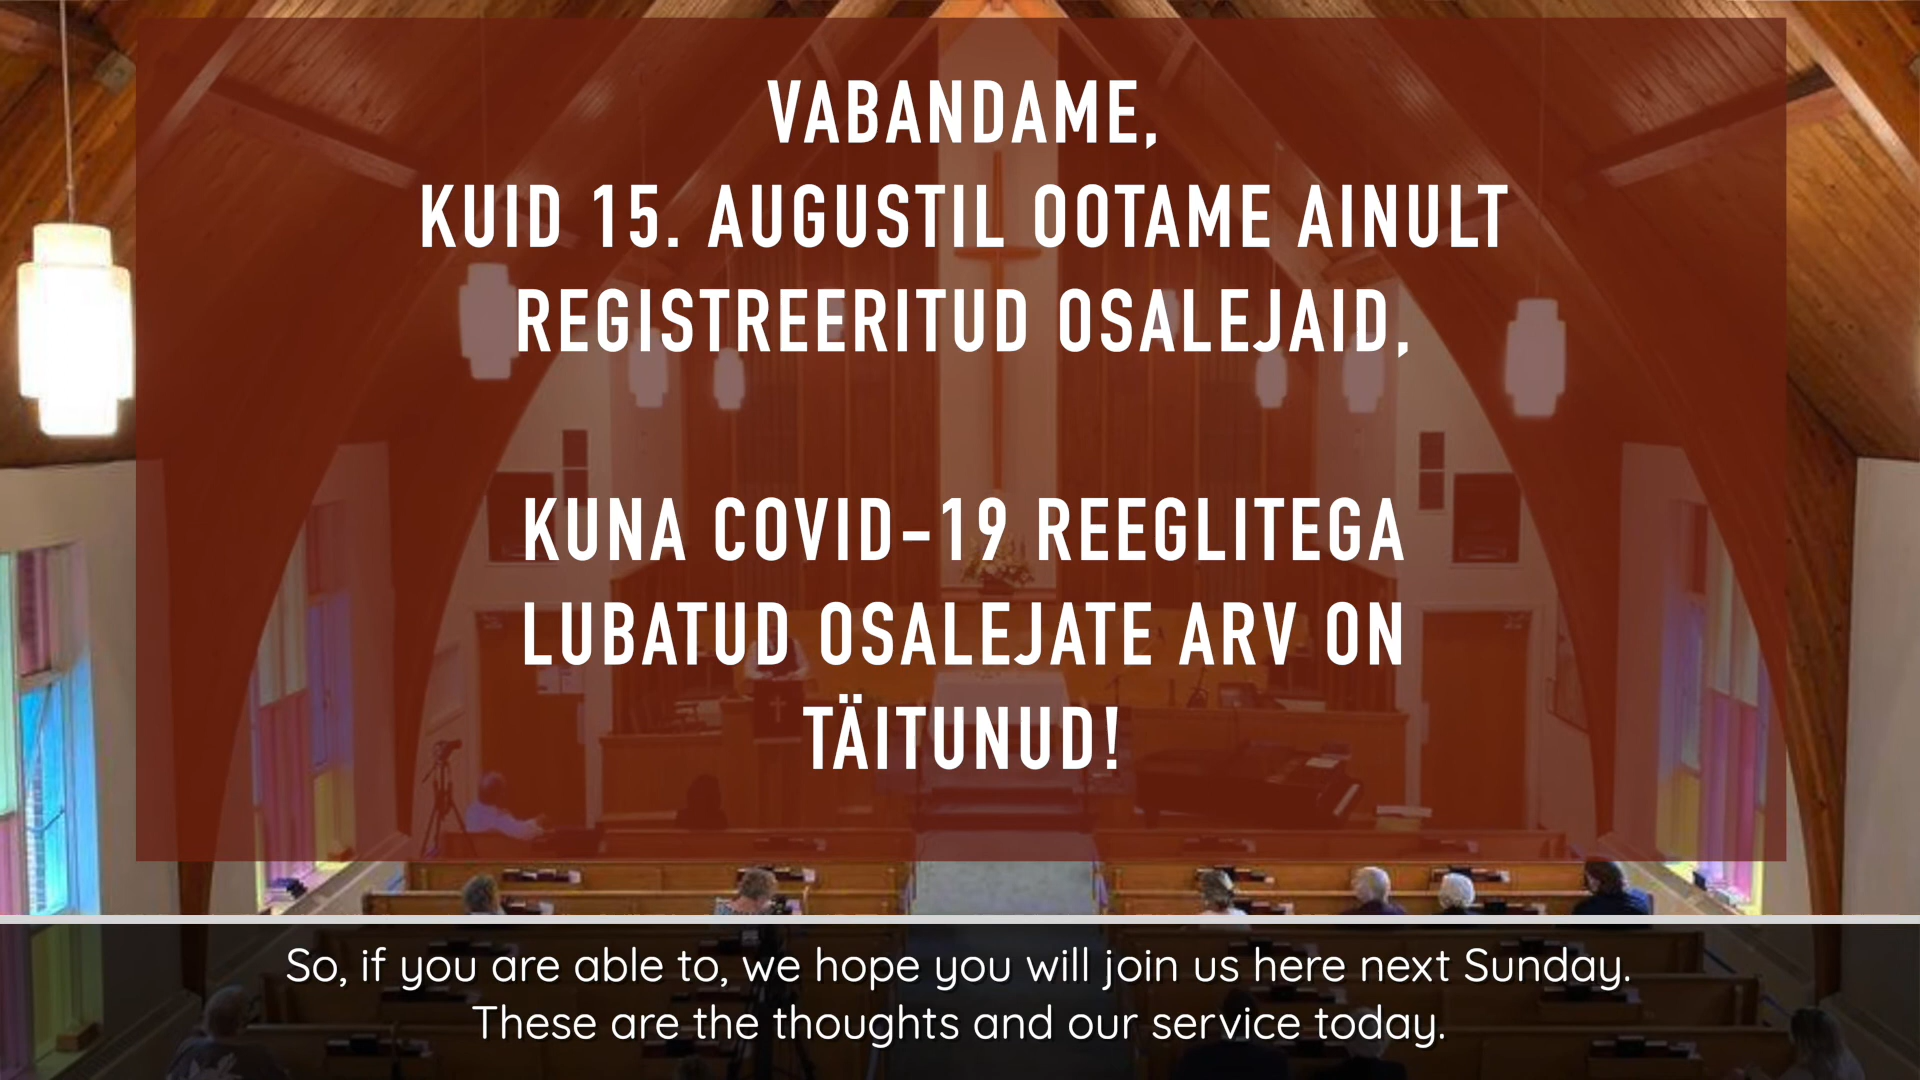 VABANDAME,
KUID 15. AUGUSTIL OOTAME AINULT
REGISTREERITUD OSALEJAID,
KUNA COVID-19 REEGLITEGA
LUBATUD OSALEJATE ARV ON
TÄITUNUD!
So, if you are able to, we hope you will join us here next Sunday.
These are the thoughts and our service today.